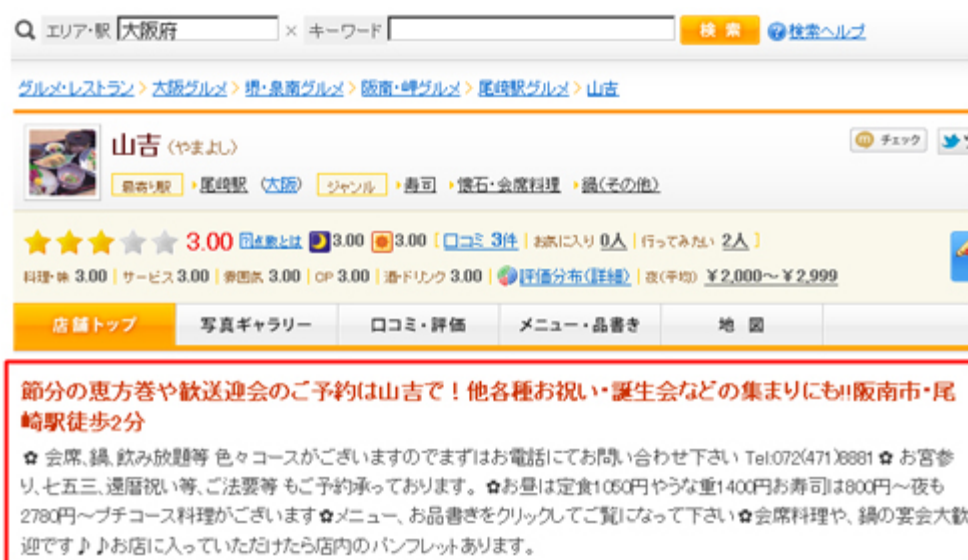 エリア・駅 大阪府 × キーワード 検 索 検索ヘルプ
グルメ・レストラン > 大阪グルメ > 堺・泉南グルメ > 阪南・岬グルメ > 尾崎駅グルメ > 山吉
山吉 (やまよし) チェック
最寄り駅 尾崎駅 (大阪) ジャンル 寿司 懐石・会席料理 鍋(その他)
3.00 点数とは 3.00 3.00 [ 口コミ 3件 | お気に入り 0人 | 行ってみたい 2人 ]
料理・味 3.00 | サービス 3.00 | 雰囲気 3.00 | CP 3.00 | 酒・ドリンク 3.00 | 評価分布(詳細) | 夜(平均) ¥2,000~¥2,999
店舗トップ 写真ギャラリー 口コミ・評価 メニュー・品書き 地 図
節分の恵方巻や歓送迎会のご予約は山吉で!他各種お祝い・誕生会などの集まりにも!!阪南市・尾
崎駅徒歩2分
✿ 会席、鍋、飲み放題等 色々コースがございますのでまずはお電話にてお問い合わせ下さい Tel:072(471)8881 ✿ お宮参
り、七五三、還暦祝い等、ご法要等 もご予約承っております。✿お昼は定食1050円やうな重1400円お寿司は800円～夜も
2780円～プチコース料理がございます✿メニュー、お品書きをクリックしてご覧になって下さい✿会席料理や、鍋の宴会大歓
迎です♪♪お店に入っていただけたら店内のパンフレットあります。